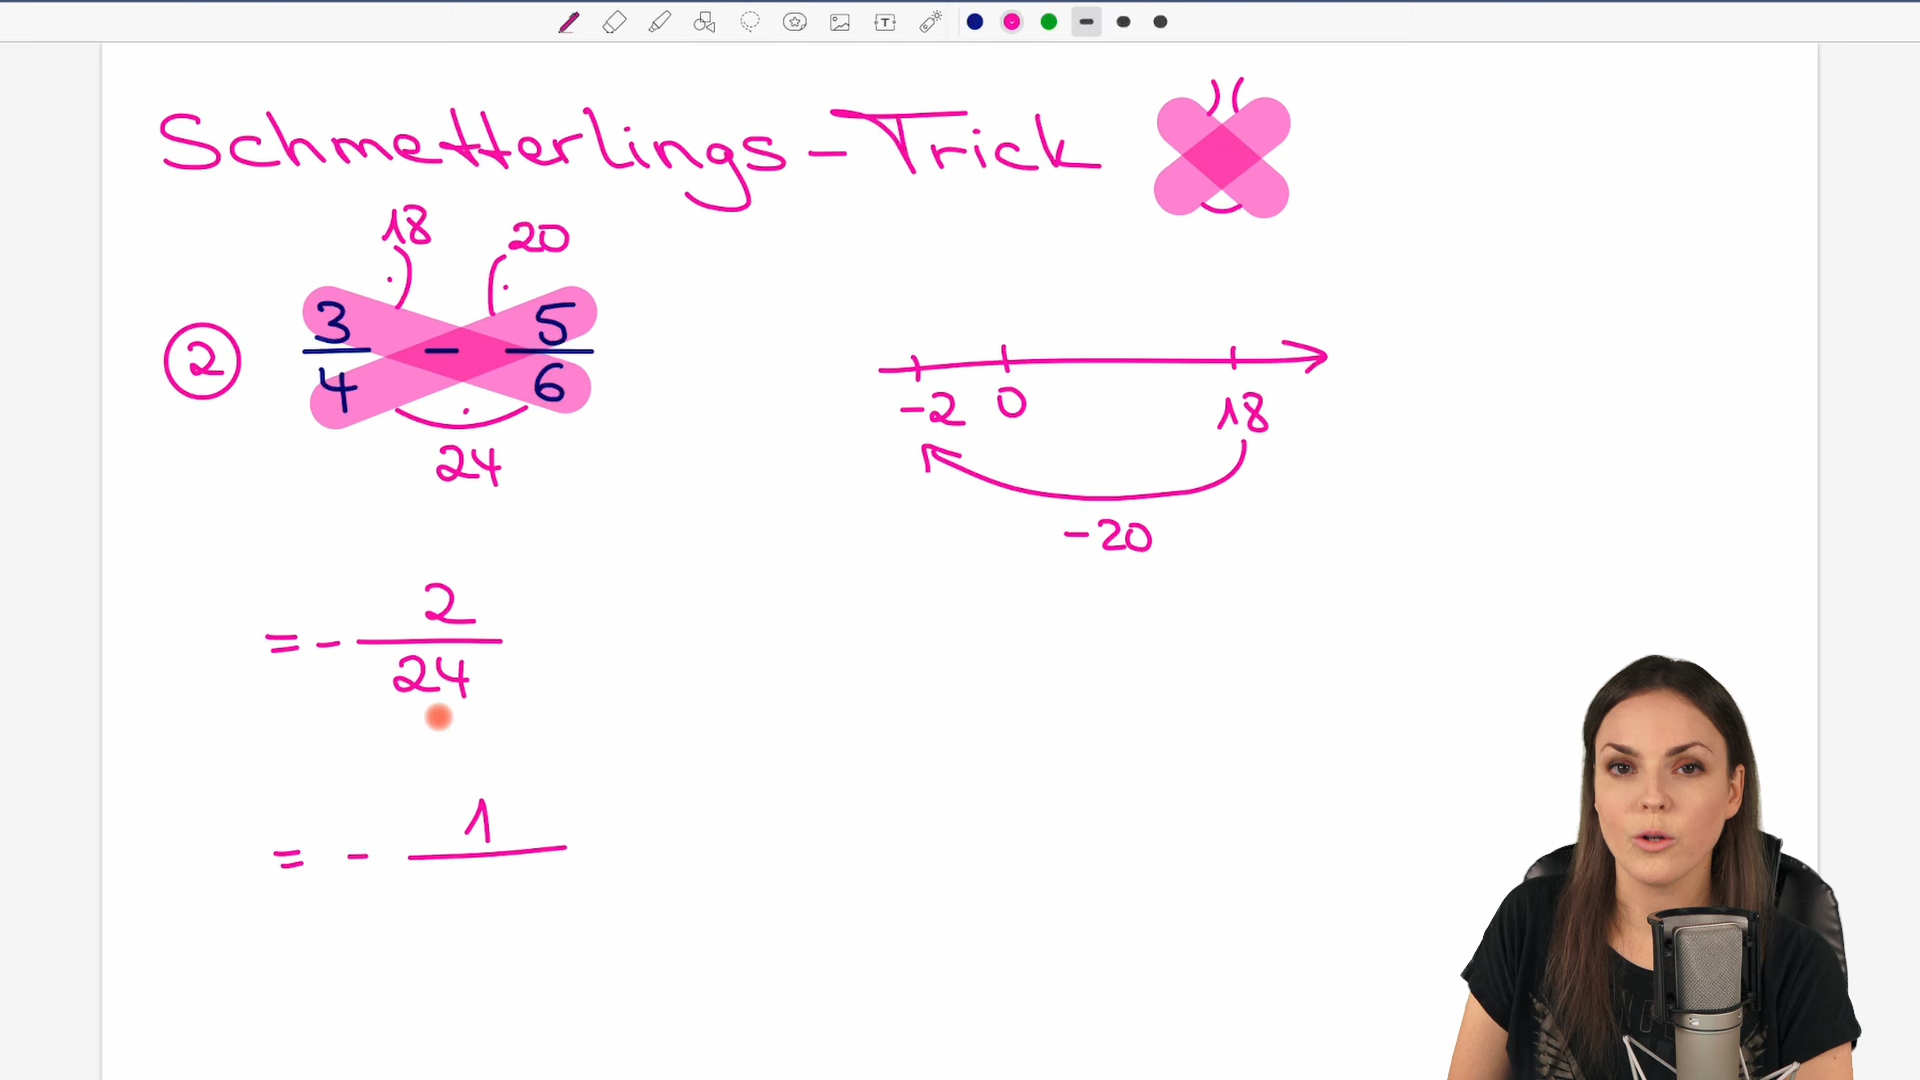 Schmetterlings-Trick
18 20
② 3/4 - 5/6
24
-2 0 18
-20
= - 2/24
= - 1